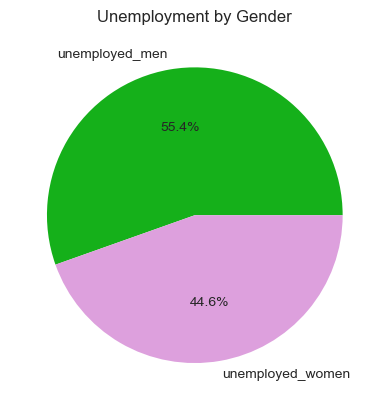 Unemployment by Gender
unemployed_men
55.4%
44.6%
unemployed_women